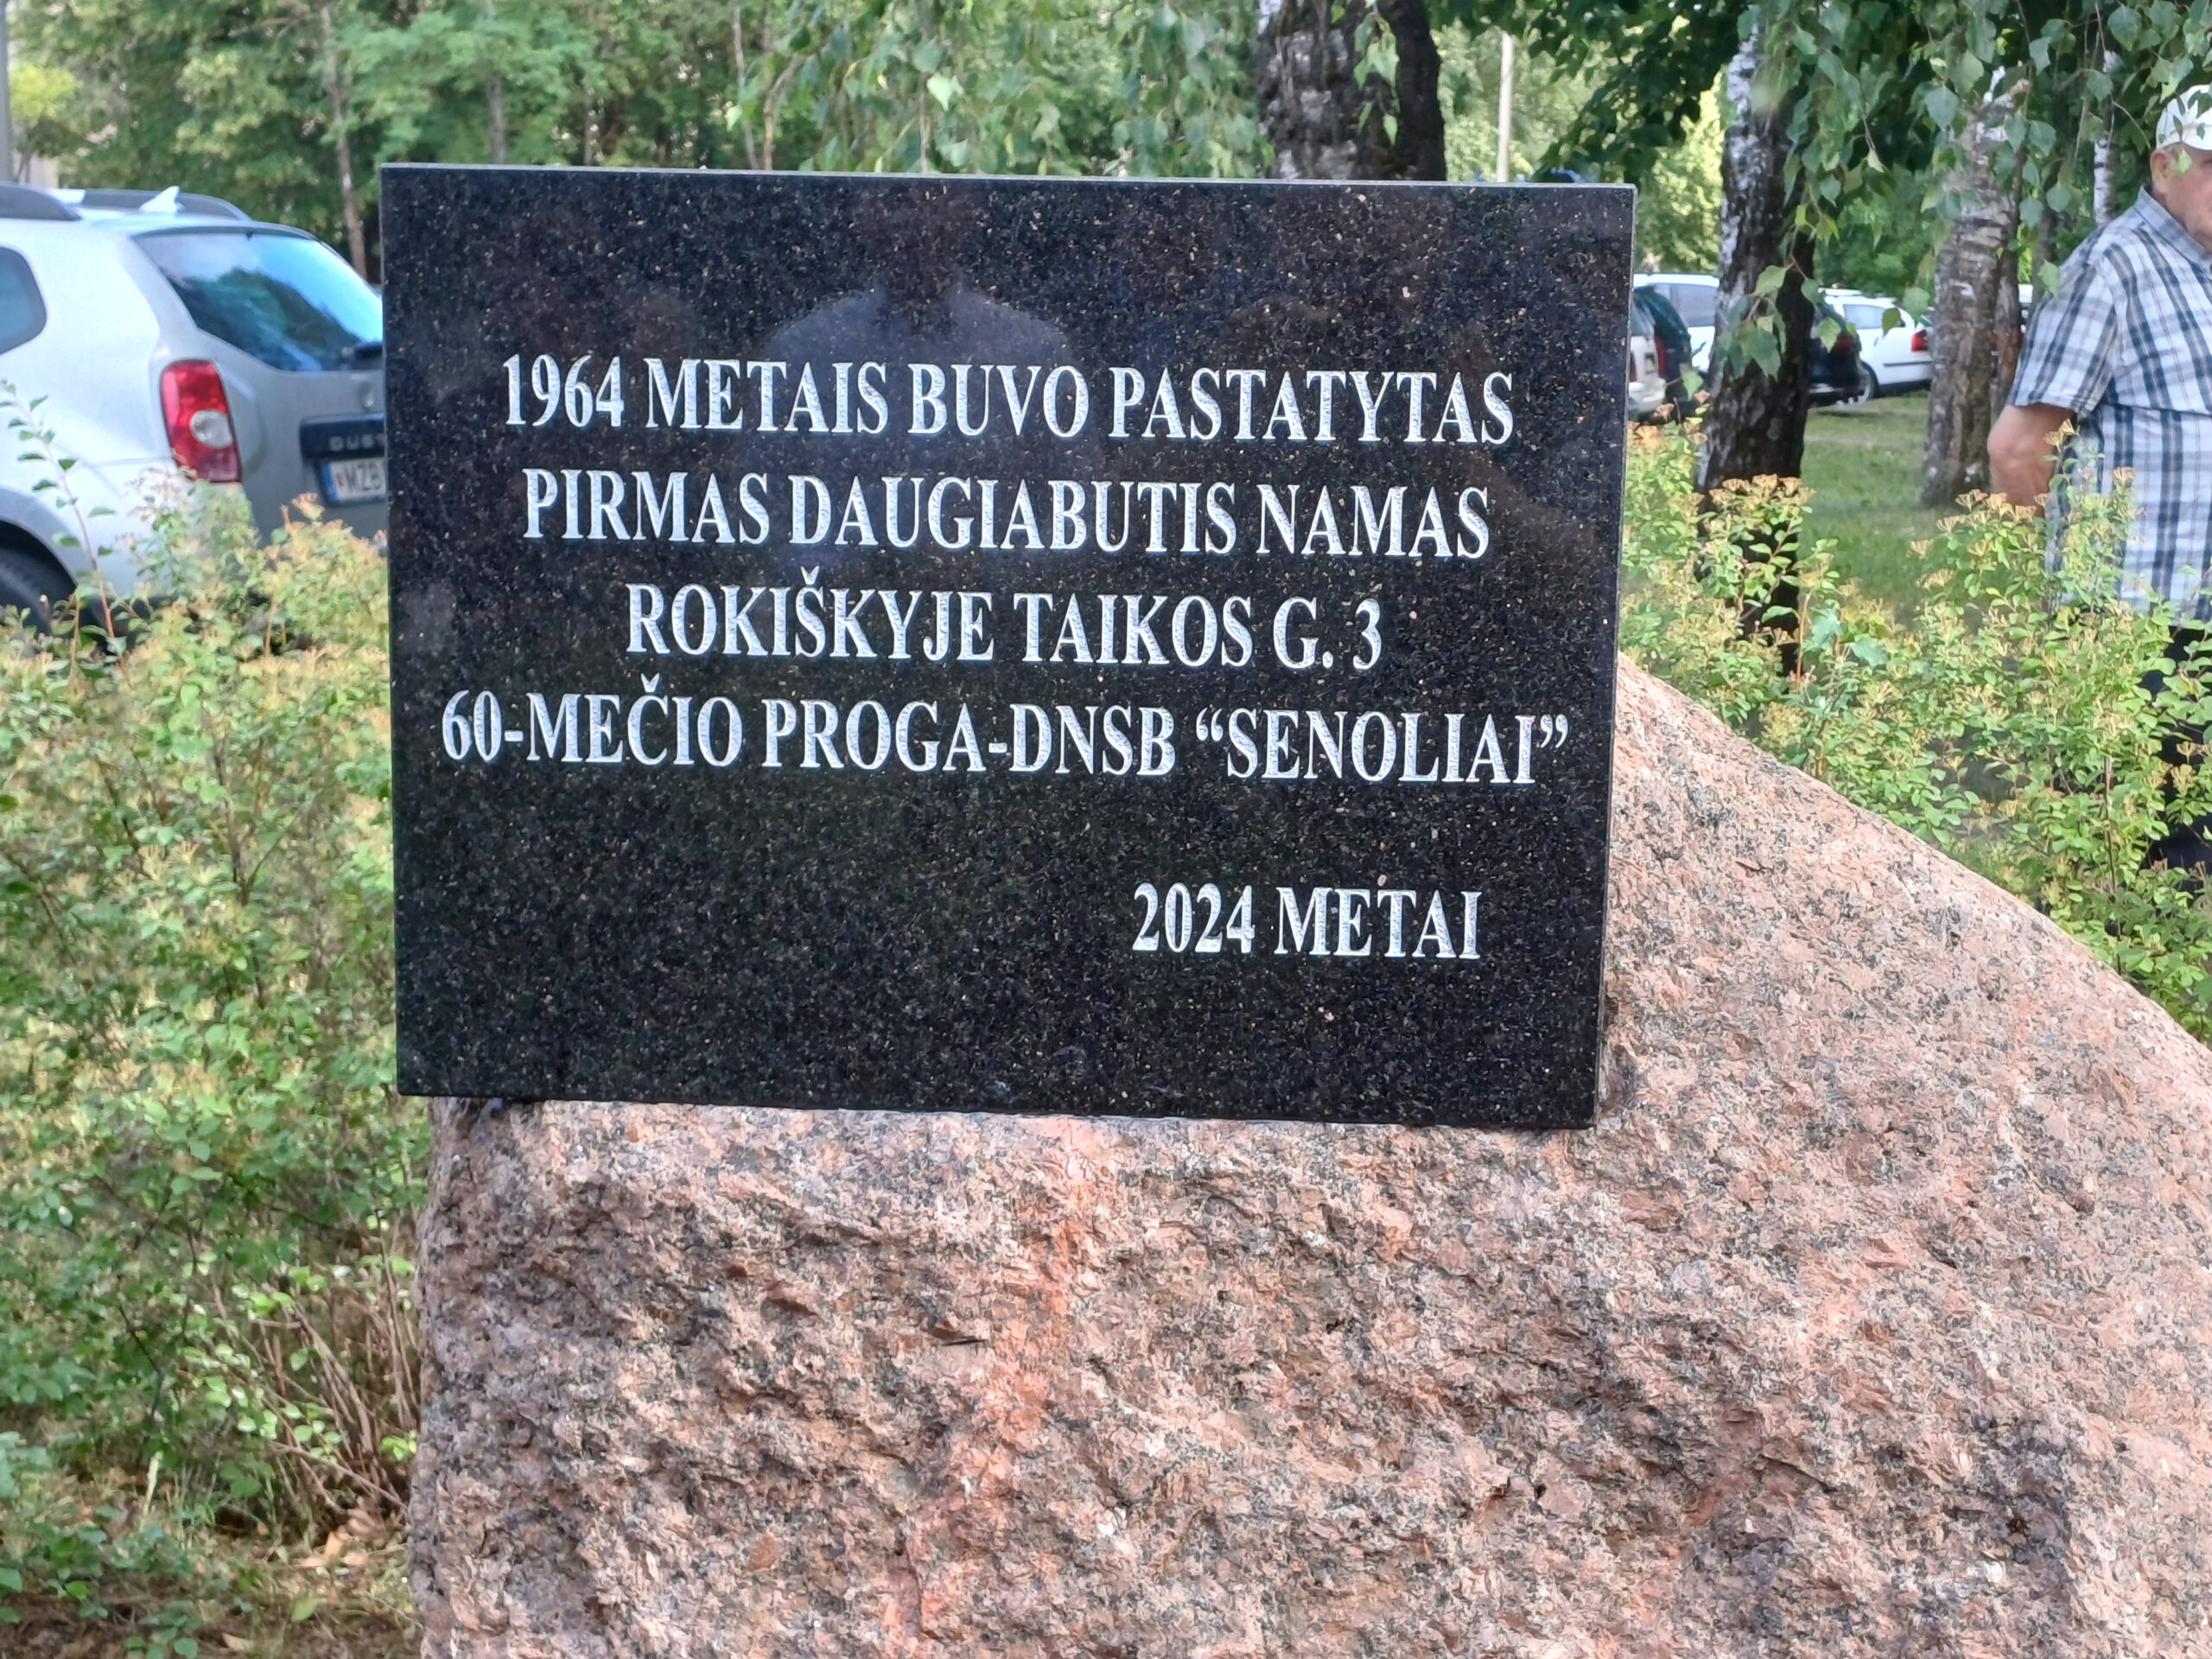 1964 METAIS BUVO PASTATYTAS
PIRMAS DAUGIABUTIS NAMAS
ROKIŠKYJE TAIKOS G. 3
60-MEČIO PROGA-DNSB “SENOLIAI”
2024 METAI